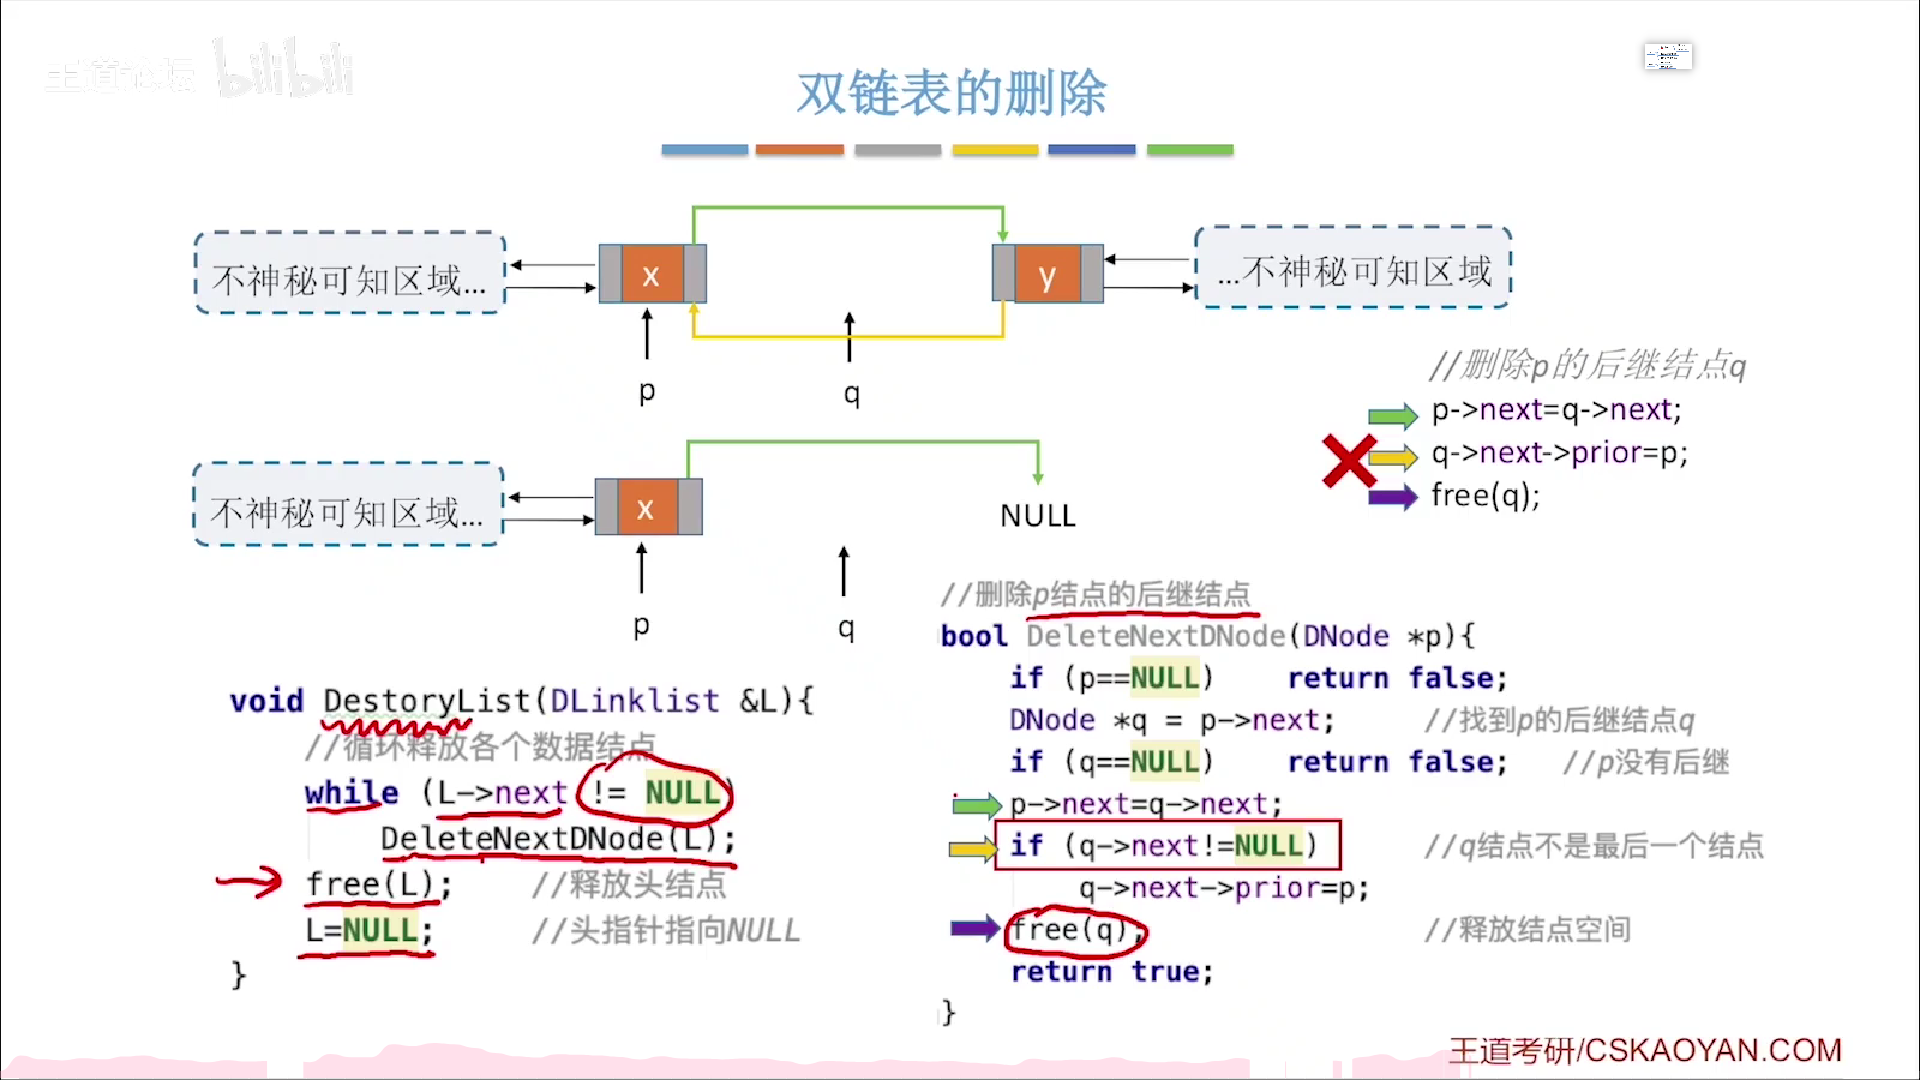 王道论坛 bilibili
双链表的删除
不神秘可知区域...
x
y
...不神秘可知区域
p
q
//删除p的后继结点q
p->next=q->next;
q->next->prior=p;
free(q);
不神秘可知区域...
x
NULL
p
q
void DestoryList(DLinklist &L){
//循环释放各个数据结点
while (L->next != NULL)
DeleteNextDNode(L);
free(L); //释放头结点
L=NULL; //头指针指向NULL
}
//删除p结点的后继结点
bool DeleteNextDNode(DNode *p){
if (p==NULL) return false;
DNode *q = p->next; //找到p的后继结点q
if (q==NULL) return false; //p没有后继
p->next=q->next;
if (q->next!=NULL) //q结点不是最后一个结点
q->next->prior=p;
free(q); //释放结点空间
return true;
}
王道考研/CSKAOYAN.COM